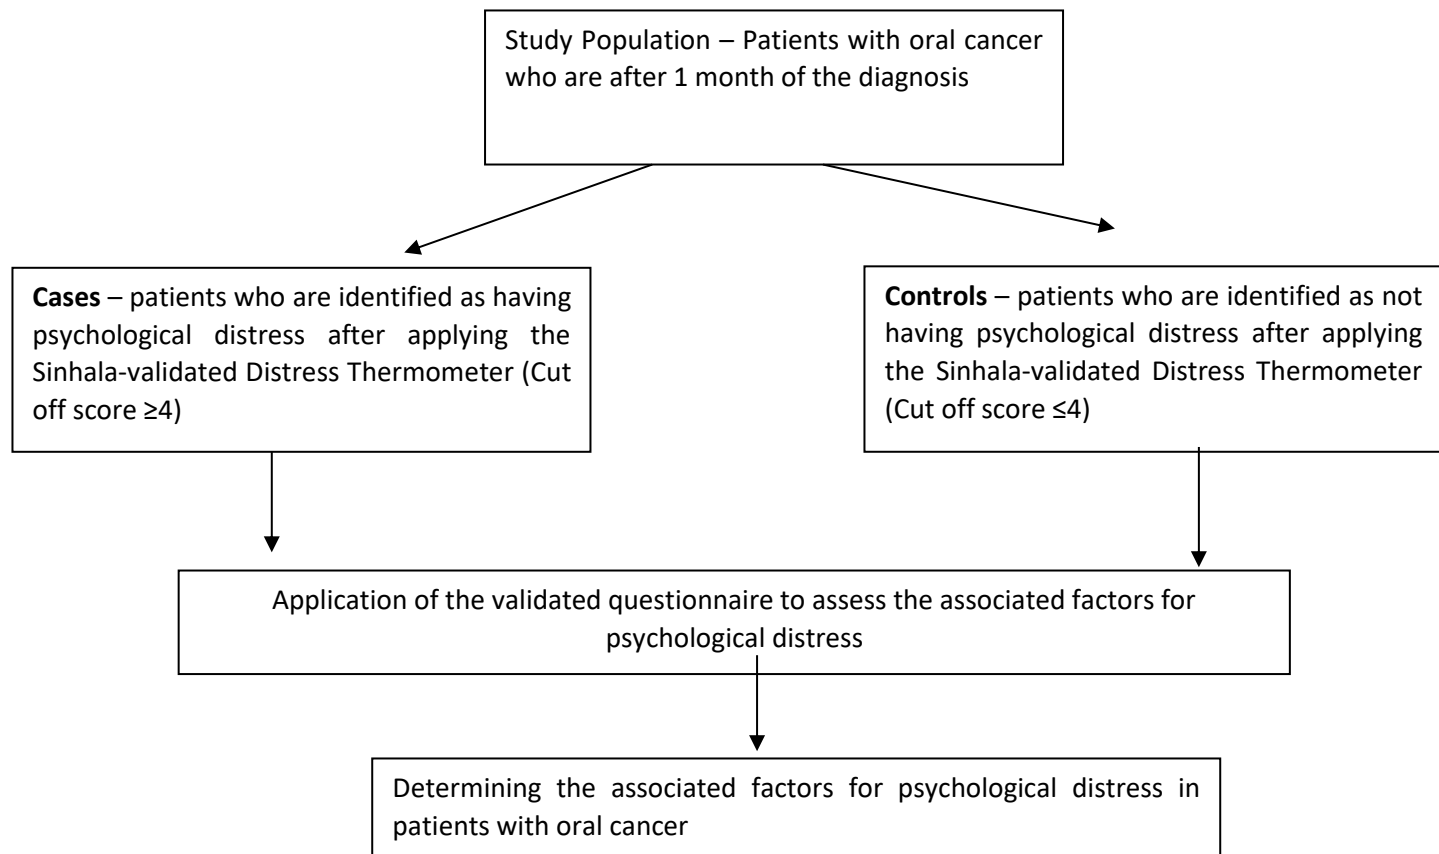 Study Population – Patients with oral cancer
who are after 1 month of the diagnosis
Cases – patients who are identified as having
psychological distress after applying the
Sinhala-validated Distress Thermometer (Cut
off score ≥4)
Controls – patients who are identified as not
having psychological distress after applying
the Sinhala-validated Distress Thermometer
(Cut off score ≤4)
Application of the validated questionnaire to assess the associated factors for
psychological distress
Determining the associated factors for psychological distress in
patients with oral cancer